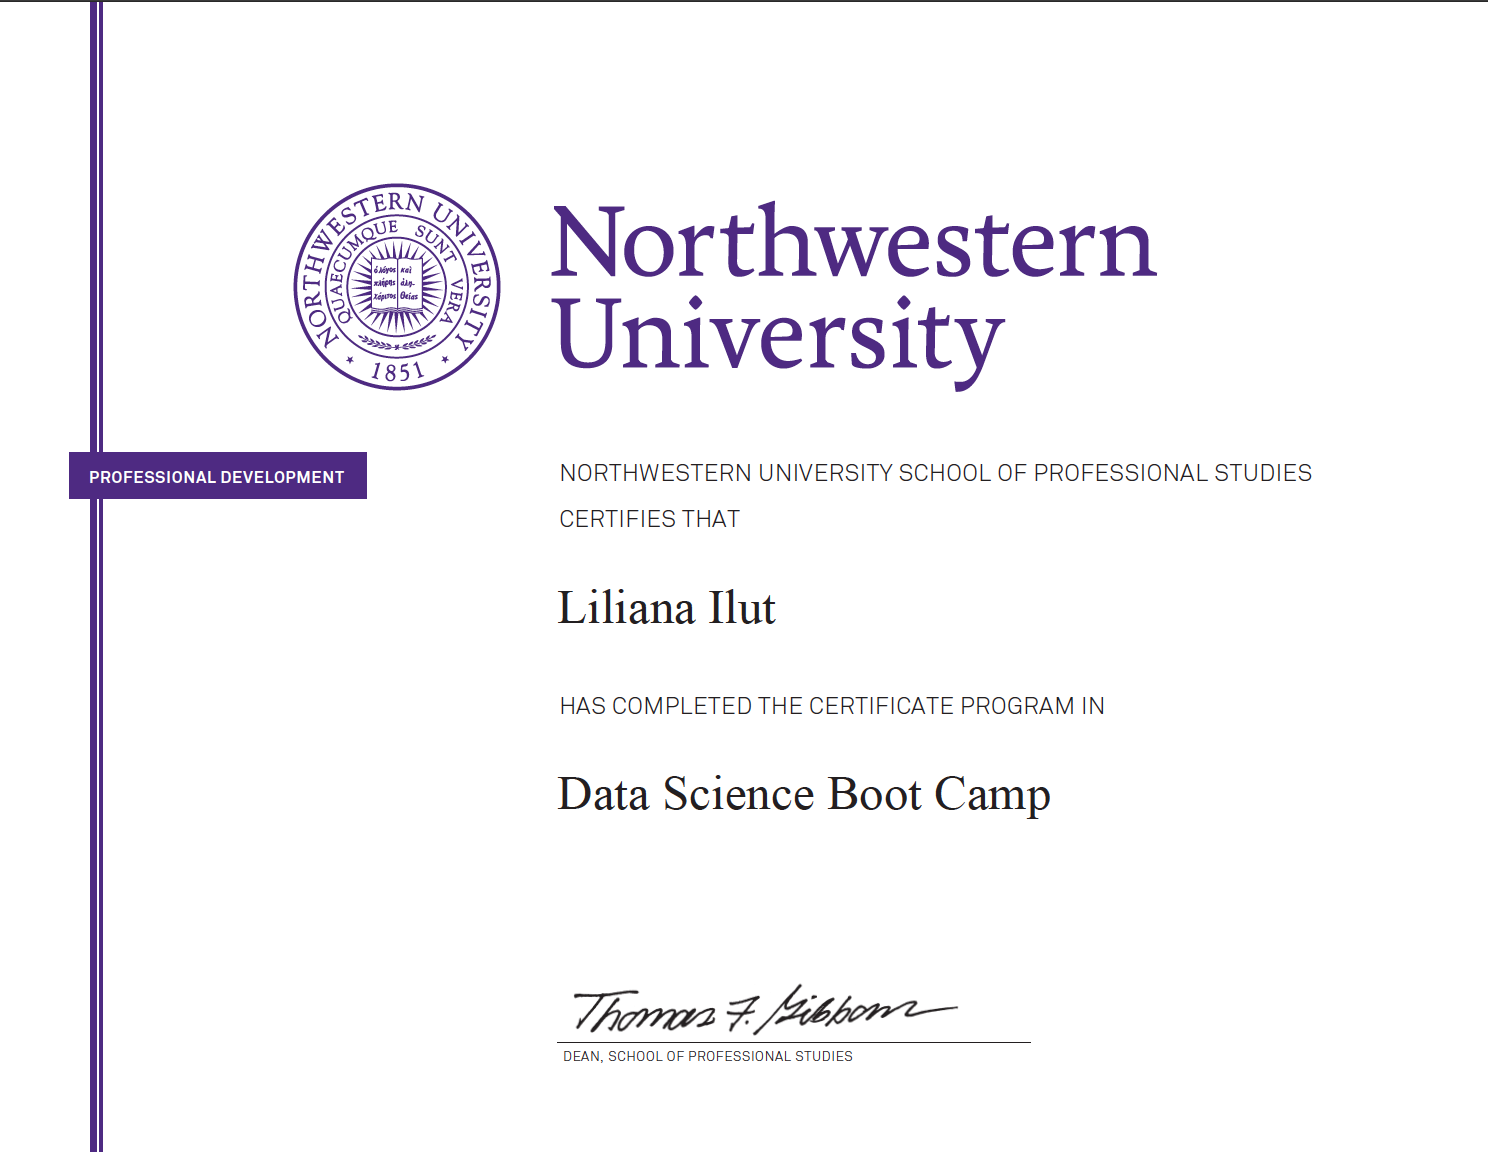 NORTHWESTERN UNIVERSITY
QUAECUMQUE SUNT VERA
ὁ λόγος καὶ
πλήρης ἀλη-
χάριτος θείας
1851
Northwestern
University
PROFESSIONAL DEVELOPMENT
NORTHWESTERN UNIVERSITY SCHOOL OF PROFESSIONAL STUDIES
CERTIFIES THAT
Liliana Ilut
HAS COMPLETED THE CERTIFICATE PROGRAM IN
Data Science Boot Camp
Thomas F. Gibbons
DEAN, SCHOOL OF PROFESSIONAL STUDIES